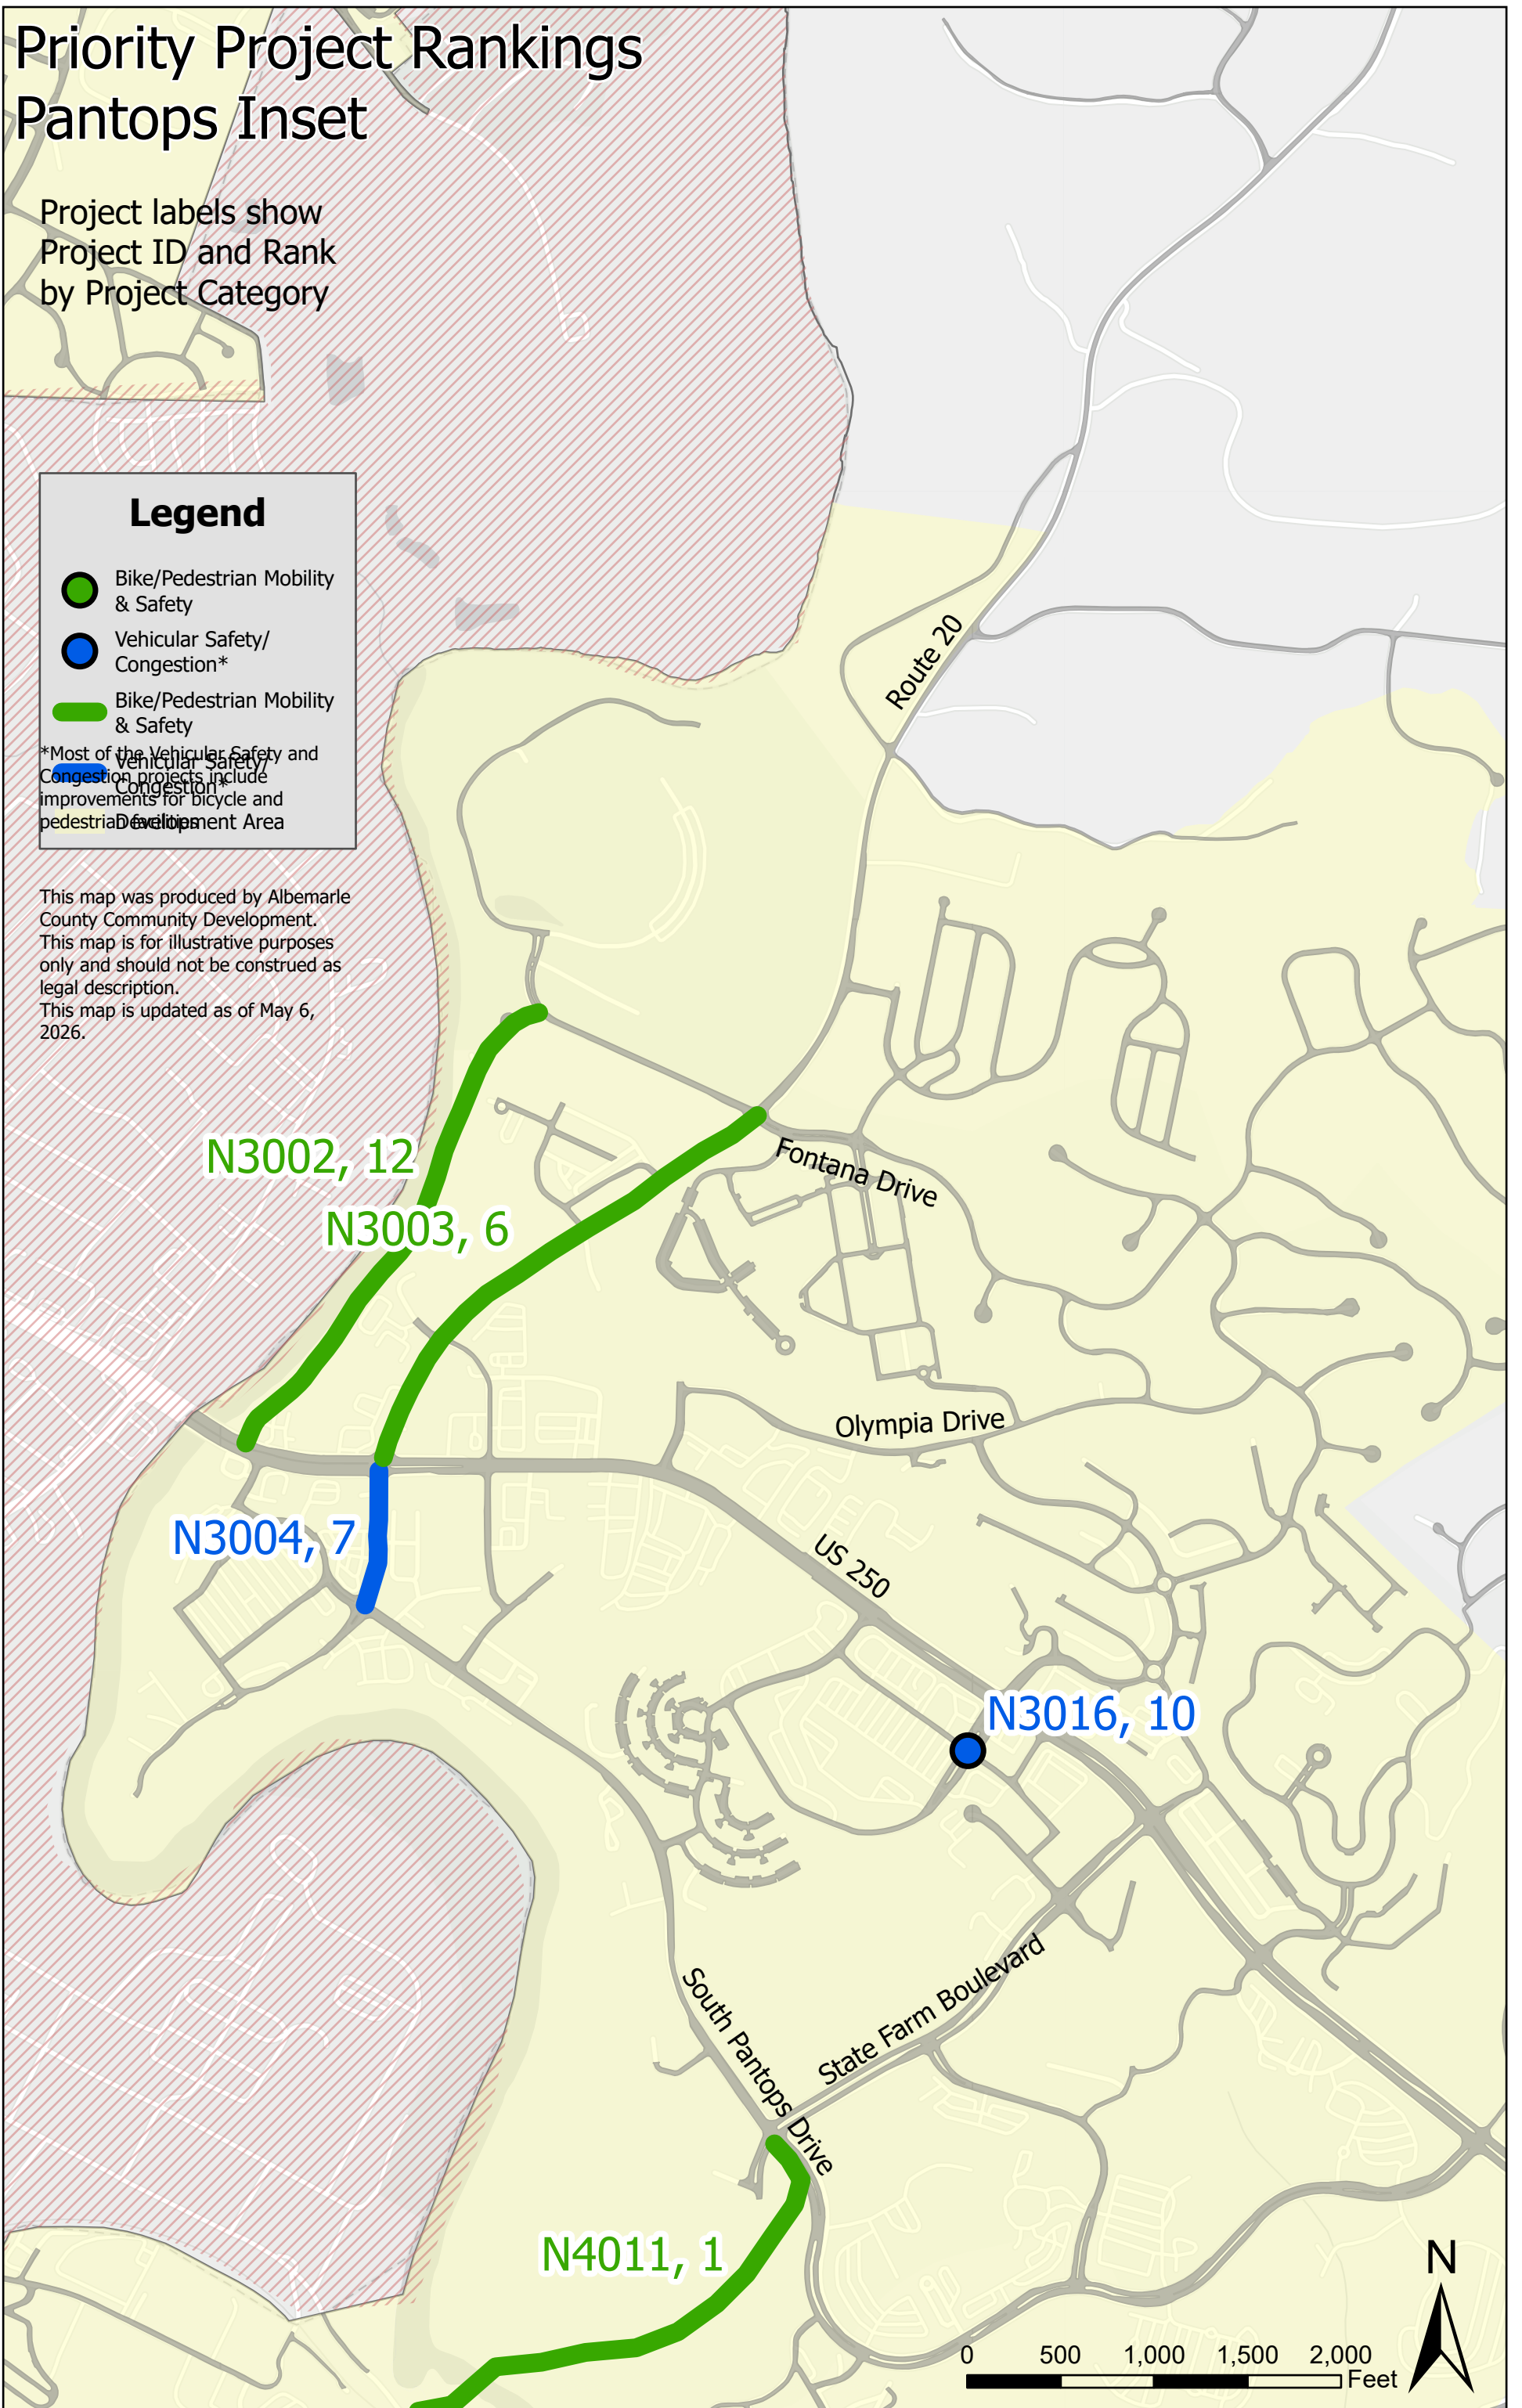 Priority Project Rankings
Pantops Inset
Project labels show
Project ID and Rank
by Project Category
Legend
Bike/Pedestrian Mobility
& Safety
Vehicular Safety/
Congestion*
Bike/Pedestrian Mobility
& Safety
Vehicular Safety/
Congestion*
Development Area
*Most of the Vehicular Safety and
Congestion projects include
improvements for bicycle and
pedestrian facilities
This map was produced by Albemarle
County Community Development.
This map is for illustrative purposes
only and should not be construed as
legal description.
This map is updated as of May 6,
2026.
Route 20
N3002, 12
N3003, 6
Fontana Drive
Olympia Drive
N3004, 7
US 250
N3016, 10
South Pantops Drive
State Farm Boulevard
N4011, 1
N
0 500 1,000 1,500 2,000
Feet